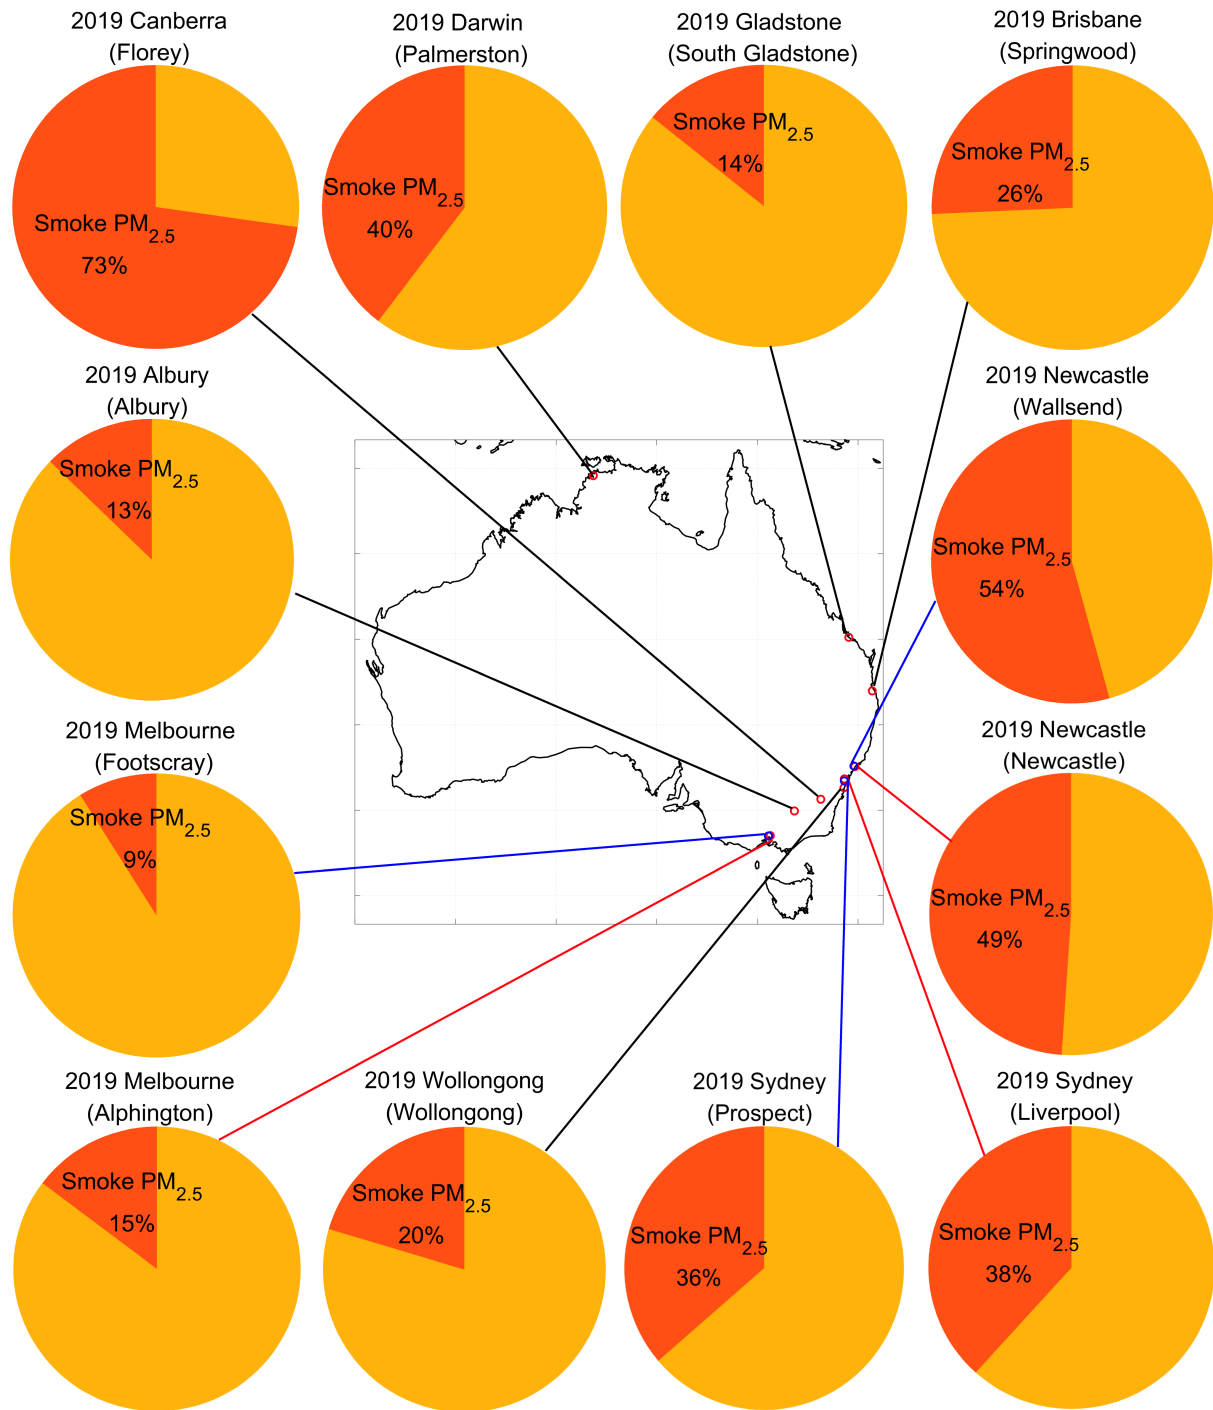 2019 Canberra
(Florey)
Smoke PM2.5
73%
2019 Darwin
(Palmerston)
Smoke PM2.5
40%
2019 Gladstone
(South Gladstone)
Smoke PM2.5
14%
2019 Brisbane
(Springwood)
Smoke PM2.5
26%
2019 Albury
(Albury)
Smoke PM2.5
13%
2019 Newcastle
(Wallsend)
Smoke PM2.5
54%
2019 Melbourne
(Footscray)
Smoke PM2.5
9%
2019 Newcastle
(Newcastle)
Smoke PM2.5
49%
2019 Melbourne
(Alphington)
Smoke PM2.5
15%
2019 Wollongong
(Wollongong)
Smoke PM2.5
20%
2019 Sydney
(Prospect)
Smoke PM2.5
36%
2019 Sydney
(Liverpool)
Smoke PM2.5
38%